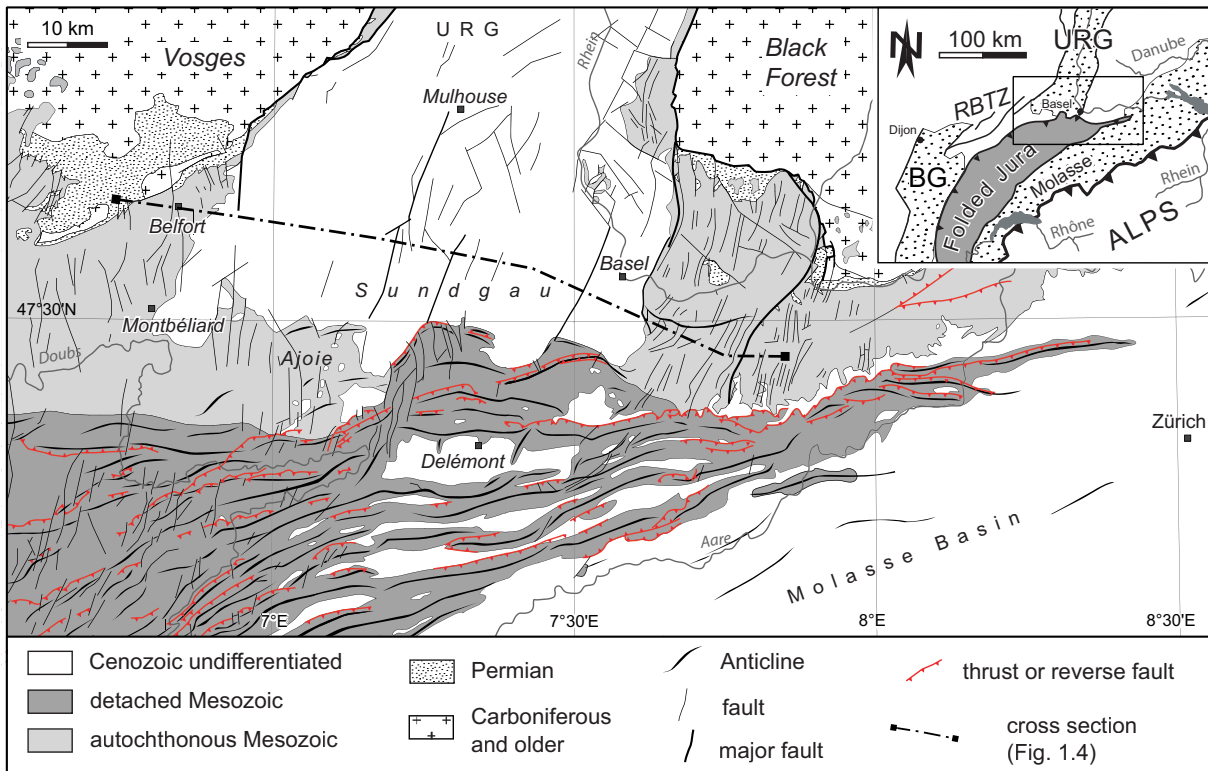 10 km
Vosges
URG
Rhein
Black
Forest
Mulhouse
Belfort
Basel
Sundgau
47°30'N
Montbéliard
Doubs
Ajoie
Delémont
Zürich
Aare
Molasse Basin
7°E
7°30'E
8°E
8°30'E
N
100 km
URG
Danube
RBTZ
Basel
Dijon
BG
Folded Jura
Molasse
Rhein
Rhône
ALPS
Cenozoic undifferentiated
detached Mesozoic
autochthonous Mesozoic
Permian
Carboniferous
and older
Anticline
fault
major fault
thrust or reverse fault
cross section
(Fig. 1.4)